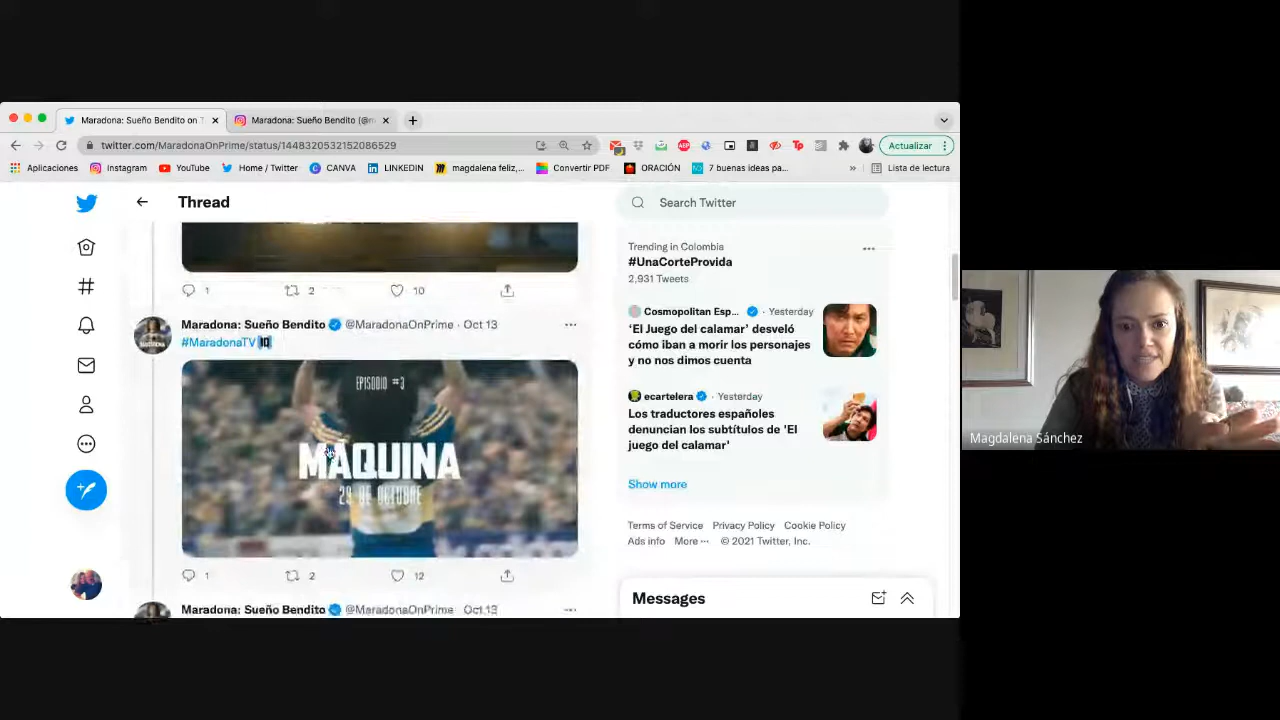 Maradona: Sueño Bendito on T
Maradona: Sueño Bendito (@m
twitter.com/MaradonaOnPrime/status/1448320532152086529
Actualizar
Aplicaciones
Instagram
YouTube
Home / Twitter
CANVA
LINKEDIN
magdalena feliz,...
Convertir PDF
ORACIÓN
7 buenas ideas pa...
»
Lista de lectura
Thread
1
2
10
Maradona: Sueño Bendito @MaradonaOnPrime · Oct 13
#MaradonaTV
EPISODIO #3
MÁQUINA
29 DE OCTUBRE
1
2
12
Maradona: Sueño Bendito @MaradonaOnPrime · Oct 13
Search Twitter
Trending in Colombia
#UnaCorteProvida
2,931 Tweets
Cosmopolitan Esp... · Yesterday
‘El Juego del calamar’ desveló
cómo iban a morir los personajes
y no nos dimos cuenta
ecartelera · Yesterday
Los traductores españoles
denuncian los subtítulos de 'El
juego del calamar'
Show more
Terms of Service Privacy Policy Cookie Policy
Ads info More ··· © 2021 Twitter, Inc.
Messages
Magdalena Sánchez